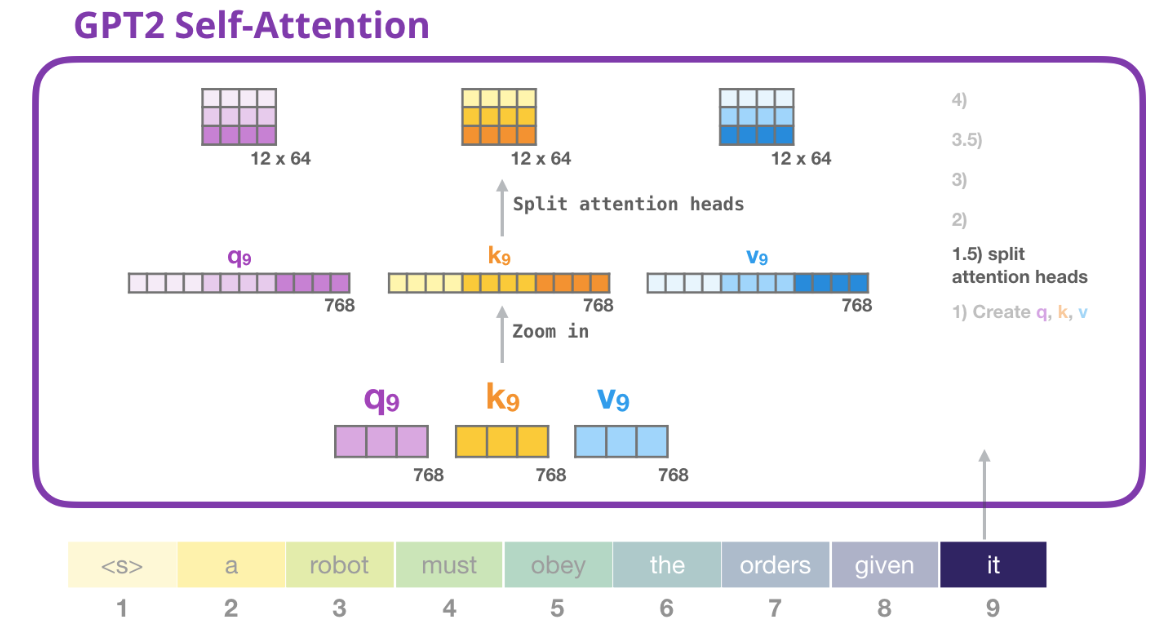 GPT2 Self-Attention
12 x 64
12 x 64
12 x 64
4)
3.5)
3)
2)
1.5) split
attention heads
1) Create q, k, v
Split attention heads
q9
k9
v9
768
768
768
Zoom in
q9
k9
v9
768
768
768
<s> a robot must obey the orders given it
1 2 3 4 5 6 7 8 9